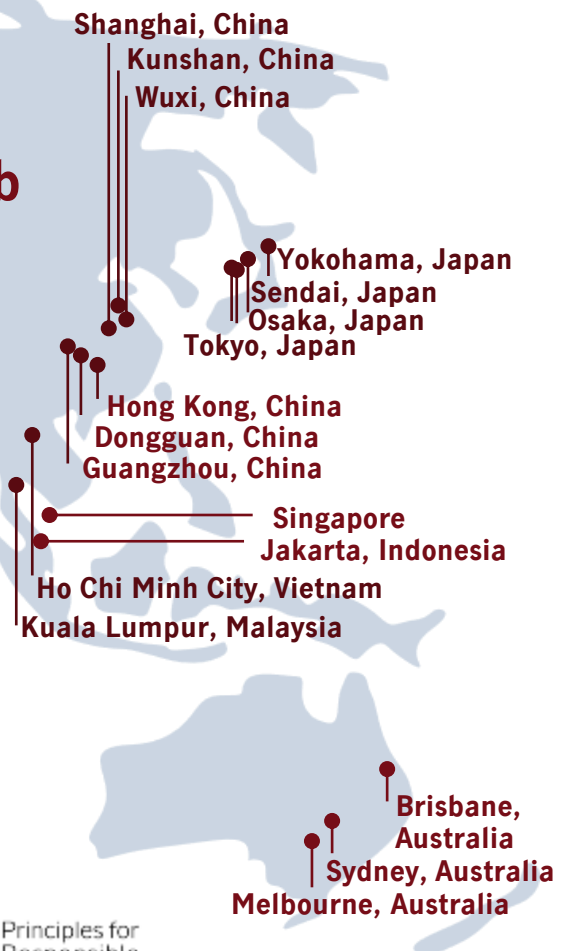 Shanghai, China
Kunshan, China
Wuxi, China
b
Yokohama, Japan
Sendai, Japan
Osaka, Japan
Tokyo, Japan
Hong Kong, China
Dongguan, China
Guangzhou, China
Singapore
Jakarta, Indonesia
Ho Chi Minh City, Vietnam
Kuala Lumpur, Malaysia
Brisbane,
Australia
Sydney, Australia
Melbourne, Australia
Principles for
Responsible